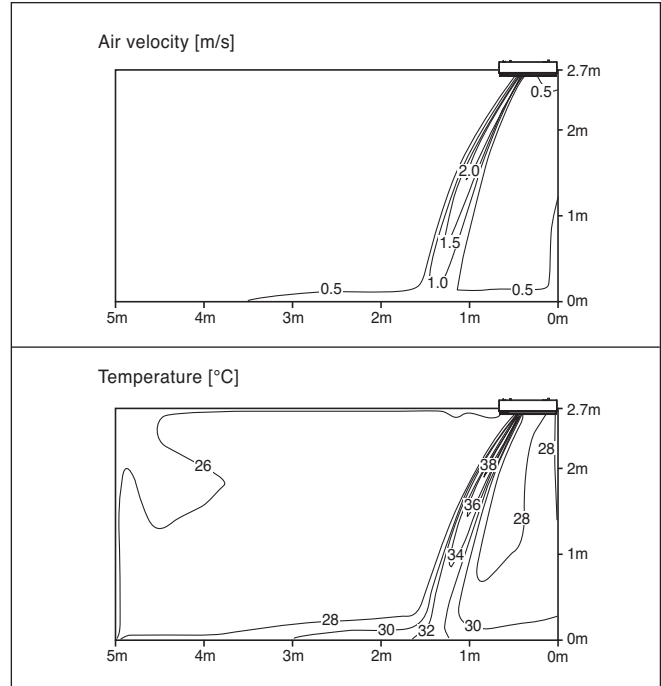 Air velocity [m/s]
2.7m
0.5
2m
2.0
1m
1.5
0.5 1.0 0.5
0m
5m 4m 3m 2m 1m 0m
Temperature [°C]
2.7m
28
26 38 2m
36
28
34 1m
28
30 32 30
0m
5m 4m 3m 2m 1m 0m